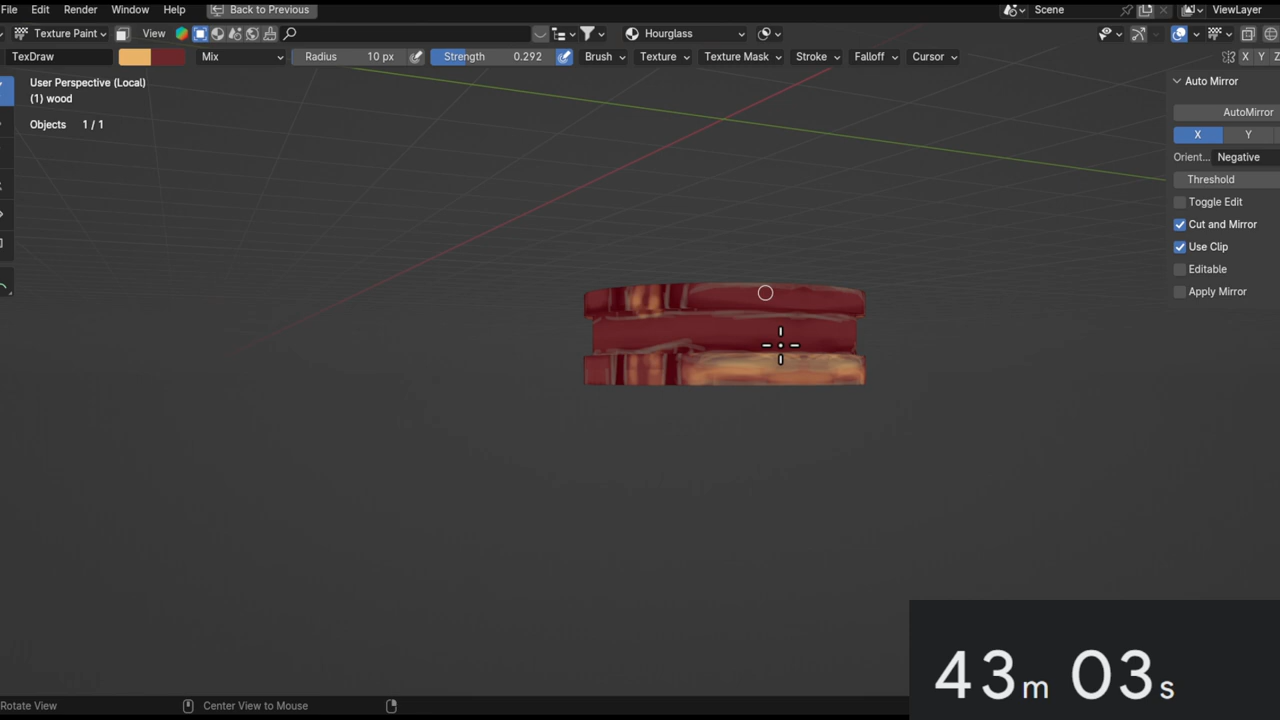 File Edit Render Window Help Back to Previous Scene ViewLayer
Texture Paint View Hourglass
TexDraw Mix Radius 10 px Strength 0.292 Brush Texture Texture Mask Stroke Falloff Cursor X Y Z
User Perspective (Local)
(1) wood
Objects 1 / 1
Auto Mirror
AutoMirror
X Y
Orient... Negative
Threshold
Toggle Edit
Cut and Mirror
Use Clip
Editable
Apply Mirror
43m 03s
Rotate View Center View to Mouse